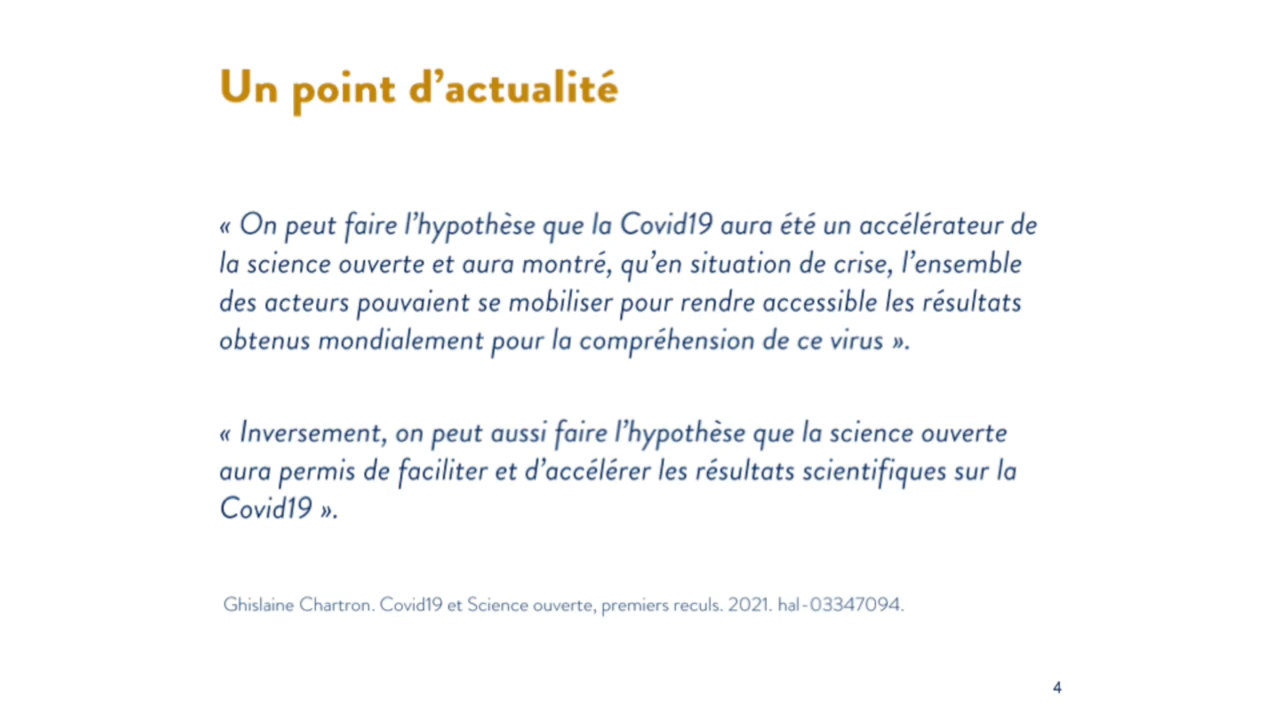 Un point d’actualité
« On peut faire l’hypothèse que la Covid19 aura été un accélérateur de
la science ouverte et aura montré, qu’en situation de crise, l’ensemble
des acteurs pouvaient se mobiliser pour rendre accessible les résultats
obtenus mondialement pour la compréhension de ce virus ».
« Inversement, on peut aussi faire l’hypothèse que la science ouverte
aura permis de faciliter et d’accélérer les résultats scientifiques sur la
Covid19 ».
Ghislaine Chartron. Covid19 et Science ouverte, premiers reculs. 2021. hal-03347094.
4